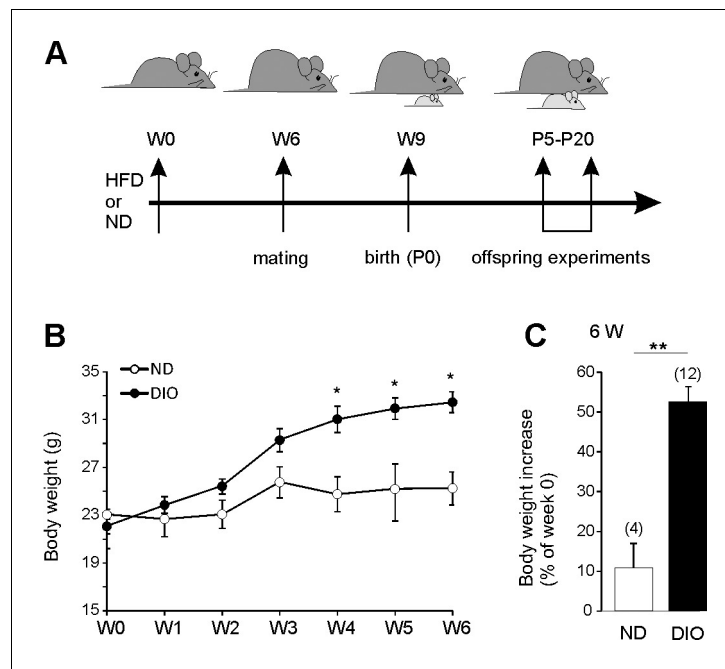 A
W0 W6 W9 P5-P20
HFD
or
ND
mating birth (P0) offspring experiments
B
ND
DIO
Body weight (g)
35
31
27
23
19
15
* * *
W0 W1 W2 W3 W4 W5 W6
C 6 W
**
Body weight increase
(% of week 0)
60
50
40
30
20
10
0
(4) (12)
ND DIO